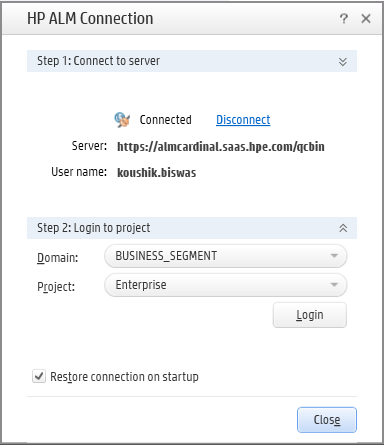 HP ALM Connection
Step 1: Connect to server
Connected Disconnect
Server: https://almcardinal.saas.hpe.com/qcbin
User name: koushik.biswas
Step 2: Login to project
Domain: BUSINESS_SEGMENT
Project: Enterprise
Login
Restore connection on startup
Close